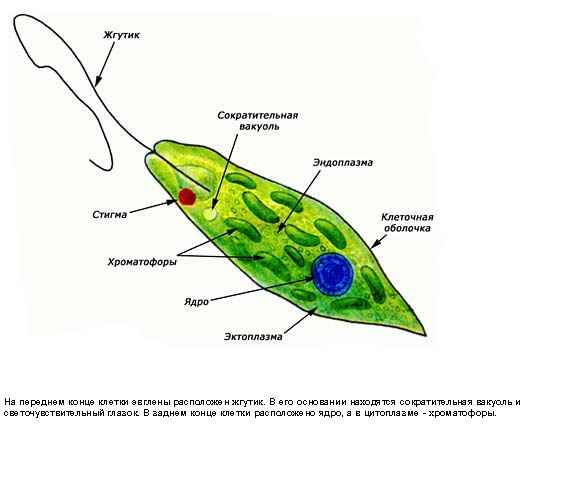 Жгутик
Сократительная
вакуоль
Эндоплазма
Стигма
Клеточная
оболочка
Хроматофоры
Ядро
Эктоплазма
На переднем конце клетки эвглены расположен жгутик. В его основании находятся сократительная вакуоль и
светочувствительный глазок. В заднем конце клетки расположено ядро, а в цитоплазме - хроматофоры.